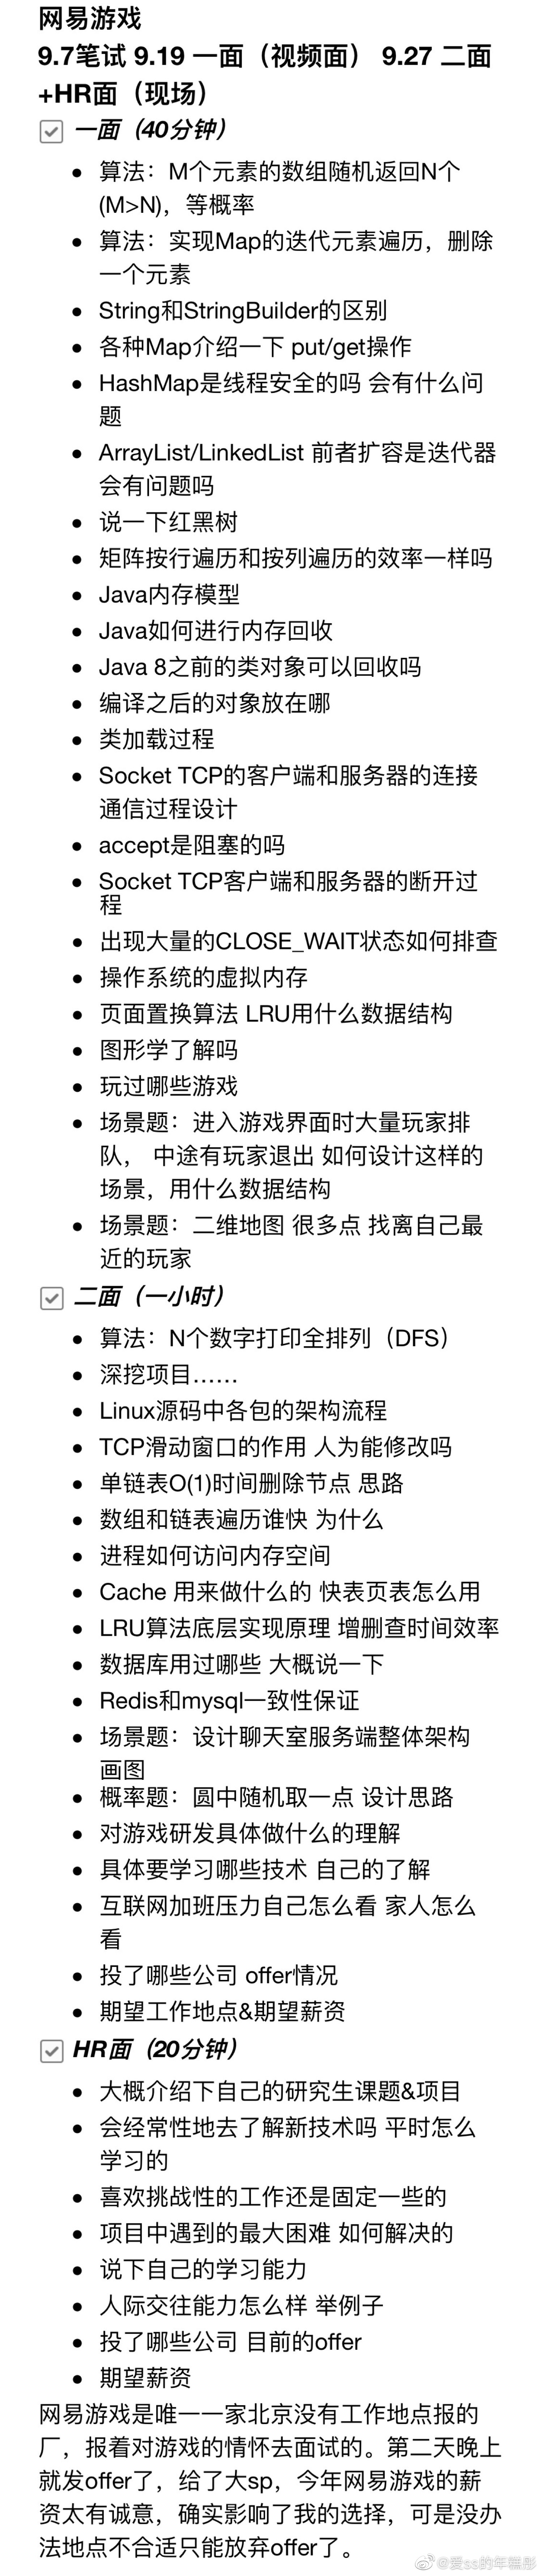 网易游戏
9.7笔试 9.19 一面（视频面） 9.27 二面
+HR面（现场）
一面（40分钟）
• 算法：M个元素的数组随机返回N个
(M>N)，等概率
• 算法：实现Map的迭代元素遍历，删除
一个元素
• String和StringBuilder的区别
• 各种Map介绍一下 put/get操作
• HashMap是线程安全的吗 会有什么问
题
• ArrayList/LinkedList 前者扩容是迭代器
会有问题吗
• 说一下红黑树
• 矩阵按行遍历和按列遍历的效率一样吗
• Java内存模型
• Java如何进行内存回收
• Java 8之前的类对象可以回收吗
• 编译之后的对象放在哪
• 类加载过程
• Socket TCP的客户端和服务器的连接
通信过程设计
• accept是阻塞的吗
• Socket TCP客户端和服务器的断开过
程
• 出现大量的CLOSE_WAIT状态如何排查
• 操作系统的虚拟内存
• 页面置换算法 LRU用什么数据结构
• 图形学了解吗
• 玩过哪些游戏
• 场景题：进入游戏界面时大量玩家排
队， 中途有玩家退出 如何设计这样的
场景，用什么数据结构
• 场景题：二维地图 很多点 找离自己最
近的玩家
二面（一小时）
• 算法：N个数字打印全排列（DFS）
• 深挖项目……
• Linux源码中各包的架构流程
• TCP滑动窗口的作用 人为能修改吗
• 单链表O(1)时间删除节点 思路
• 数组和链表遍历谁快 为什么
• 进程如何访问内存空间
• Cache 用来做什么的 快表页表怎么用
• LRU算法底层实现原理 增删查时间效率
• 数据库用过哪些 大概说一下
• Redis和mysql一致性保证
• 场景题：设计聊天室服务端整体架构
画图
• 概率题：圆中随机取一点 设计思路
• 对游戏研发具体做什么的理解
• 具体要学习哪些技术 自己的了解
• 互联网加班压力自己怎么看 家人怎么
看
• 投了哪些公司 offer情况
• 期望工作地点&期望薪资
HR面（20分钟）
• 大概介绍下自己的研究生课题&项目
• 会经常性地去了解新技术吗 平时怎么
学习的
• 喜欢挑战性的工作还是固定一些的
• 项目中遇到的最大困难 如何解决的
• 说下自己的学习能力
• 人际交往能力怎么样 举例子
• 投了哪些公司 目前的offer
• 期望薪资
网易游戏是唯一一家北京没有工作地点报的
厂，报着对游戏的情怀去面试的。第二天晚上
就发offer了，给了大sp，今年网易游戏的薪
资太有诚意，确实影响了我的选择，可是没办
法地点不合适只能放弃offer了。
@爱ss的年糕彪